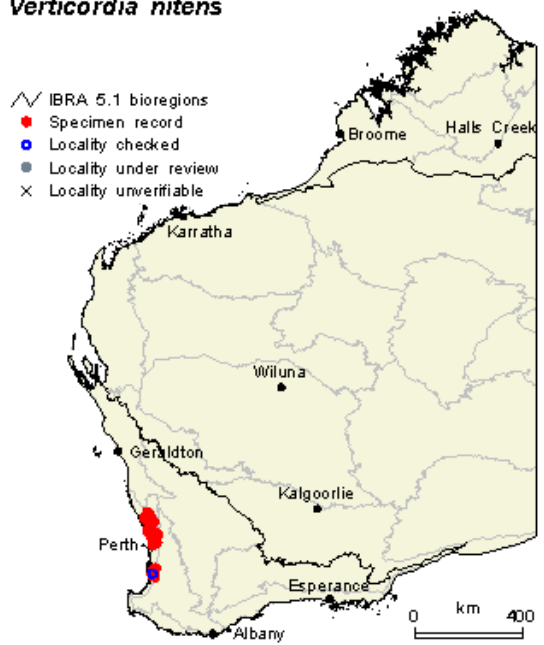 Verticordia nitens
IBRA 5.1 bioregions
Specimen record
Locality checked
Locality under review
Locality unverifiable
Broome
Halls Creek
Karratha
Wiluna
Geraldton
Kalgoorlie
Perth
Esperance
Albany
km
0 400